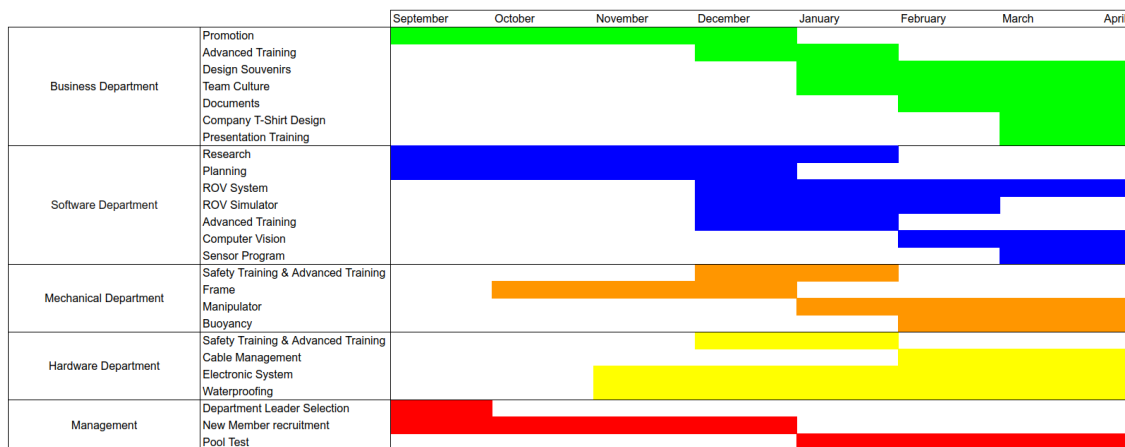 September October November December January February March April
Business Department
Promotion
Advanced Training
Design Souvenirs
Team Culture
Documents
Company T-Shirt Design
Presentation Training
Software Department
Research
Planning
ROV System
ROV Simulator
Advanced Training
Computer Vision
Sensor Program
Mechanical Department
Safety Training & Advanced Training
Frame
Manipulator
Buoyancy
Hardware Department
Safety Training & Advanced Training
Cable Management
Electronic System
Waterproofing
Management
Department Leader Selection
New Member recruitment
Pool Test